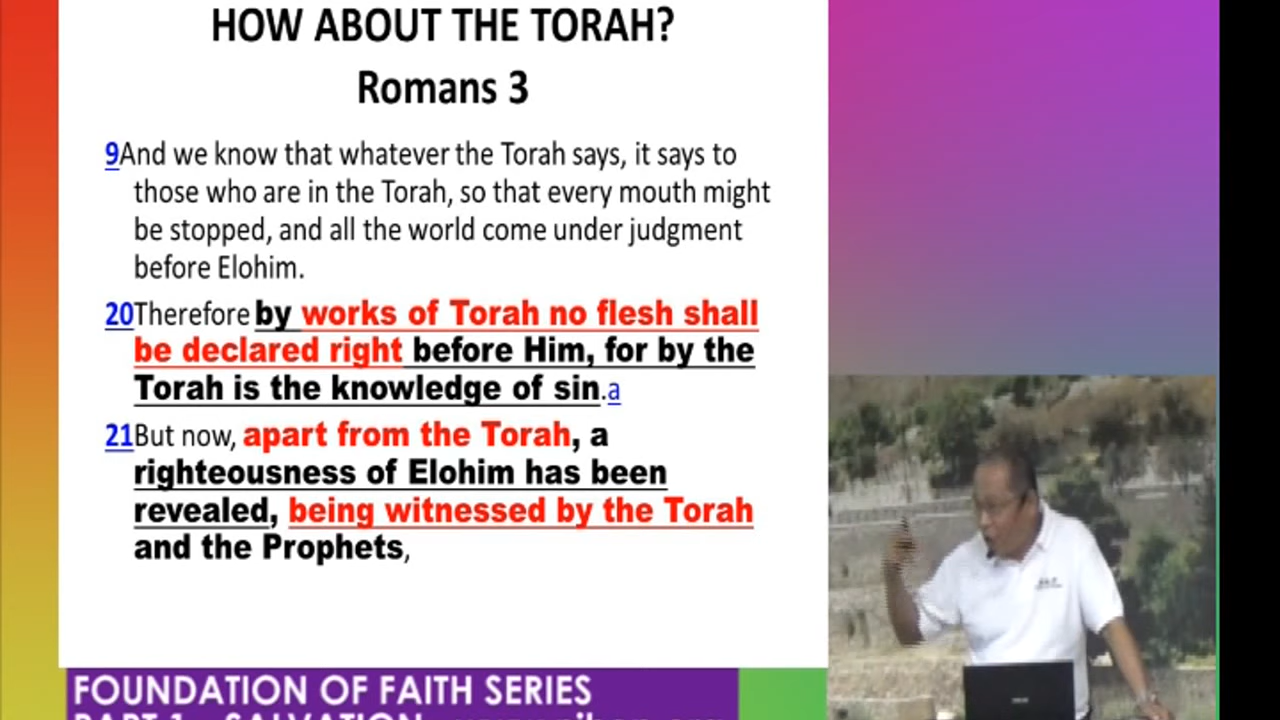 HOW ABOUT THE TORAH?
Romans 3
9And we know that whatever the Torah says, it says to
those who are in the Torah, so that every mouth might
be stopped, and all the world come under judgment
before Elohim.
20Therefore by works of Torah no flesh shall
be declared right before Him, for by the
Torah is the knowledge of sin.a
21But now, apart from the Torah, a
righteousness of Elohim has been
revealed, being witnessed by the Torah
and the Prophets,
FOUNDATION OF FAITH SERIES
PART 1 - SALVATION